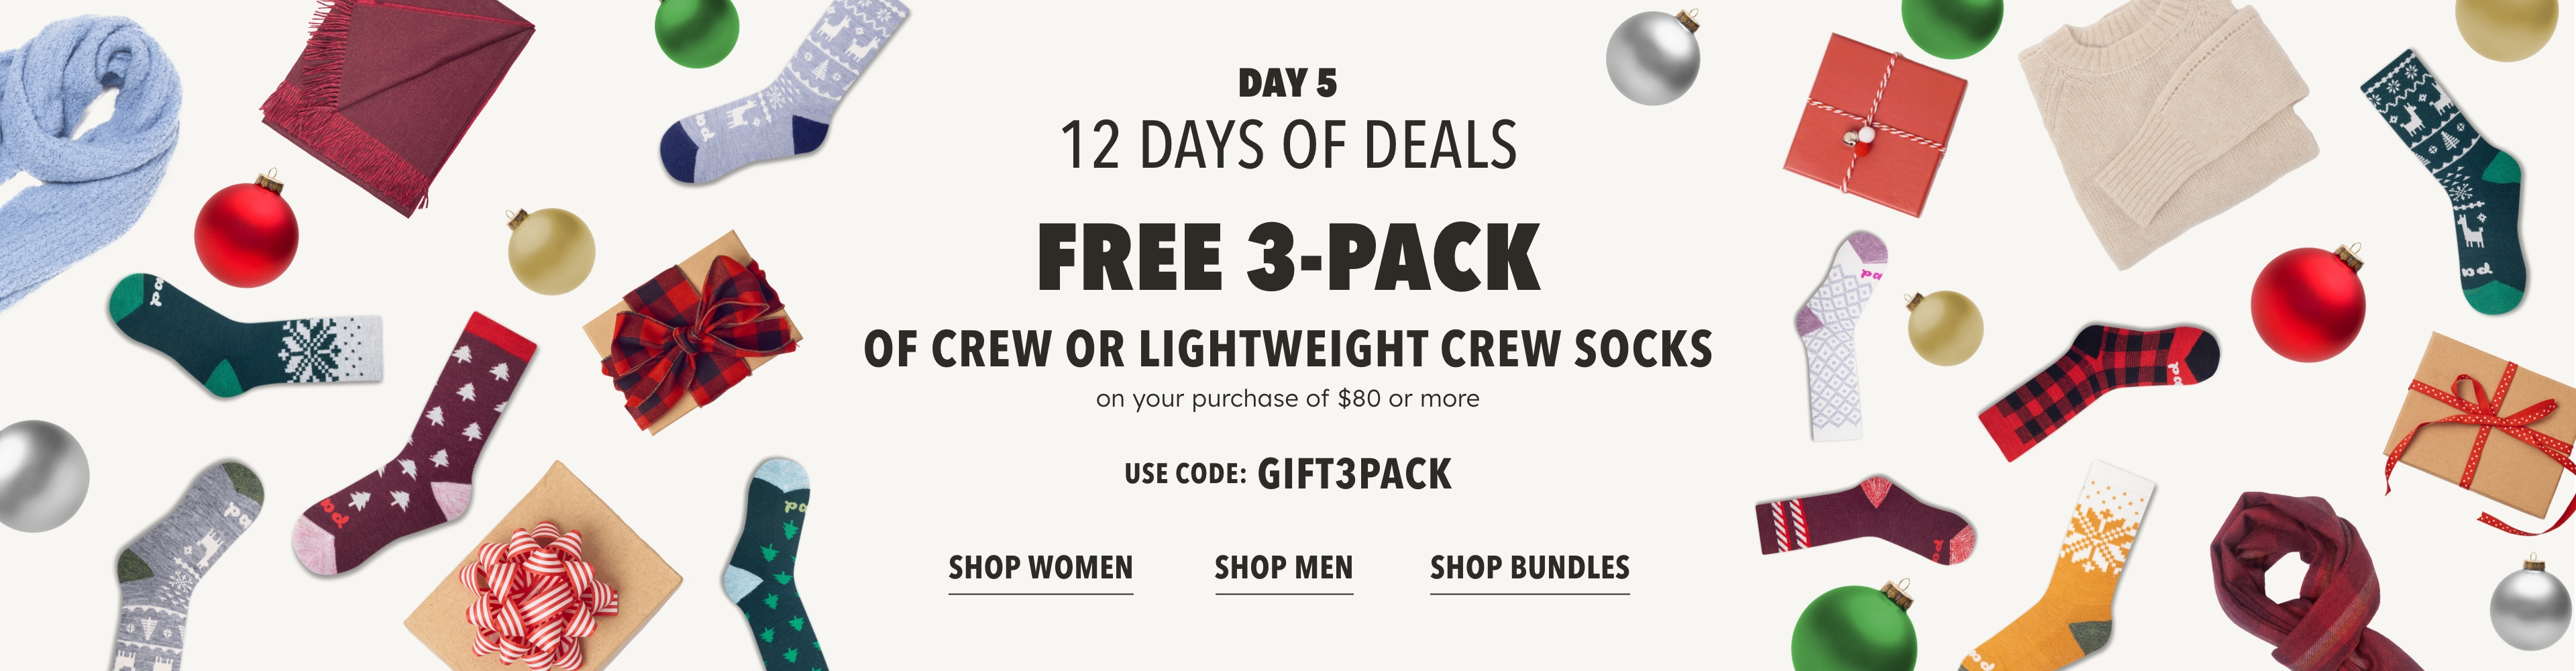 DAY 5
12 DAYS OF DEALS
FREE 3-PACK
OF CREW OR LIGHTWEIGHT CREW SOCKS
on your purchase of $80 or more
USE CODE: GIFT3PACK
SHOP WOMEN
SHOP MEN
SHOP BUNDLES